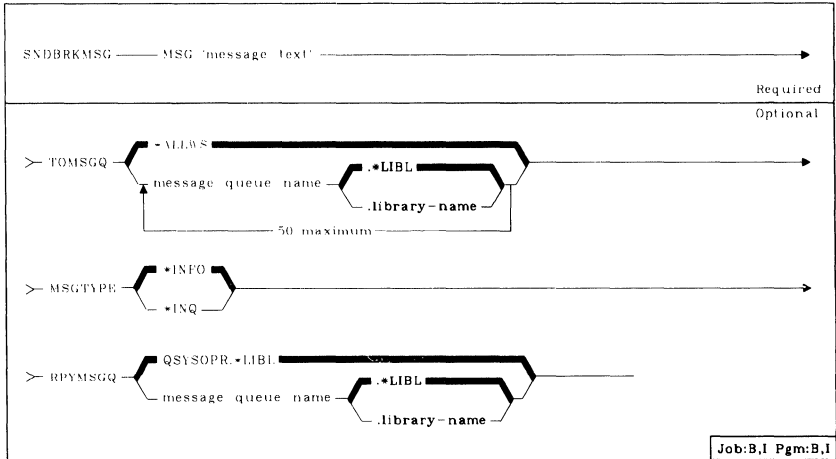 SNDBRKMSG MSG 'message text'
Required
Optional
*ALLWS
TOMSGQ
.*LIBL
message queue name
.library-name
50 maximum
*INFO
MSGTYPE
*INQ
QSYSOPR.*LIBL
RPYMSGQ
.*LIBL
message queue name
.library-name
Job:B,I Pgm:B,I